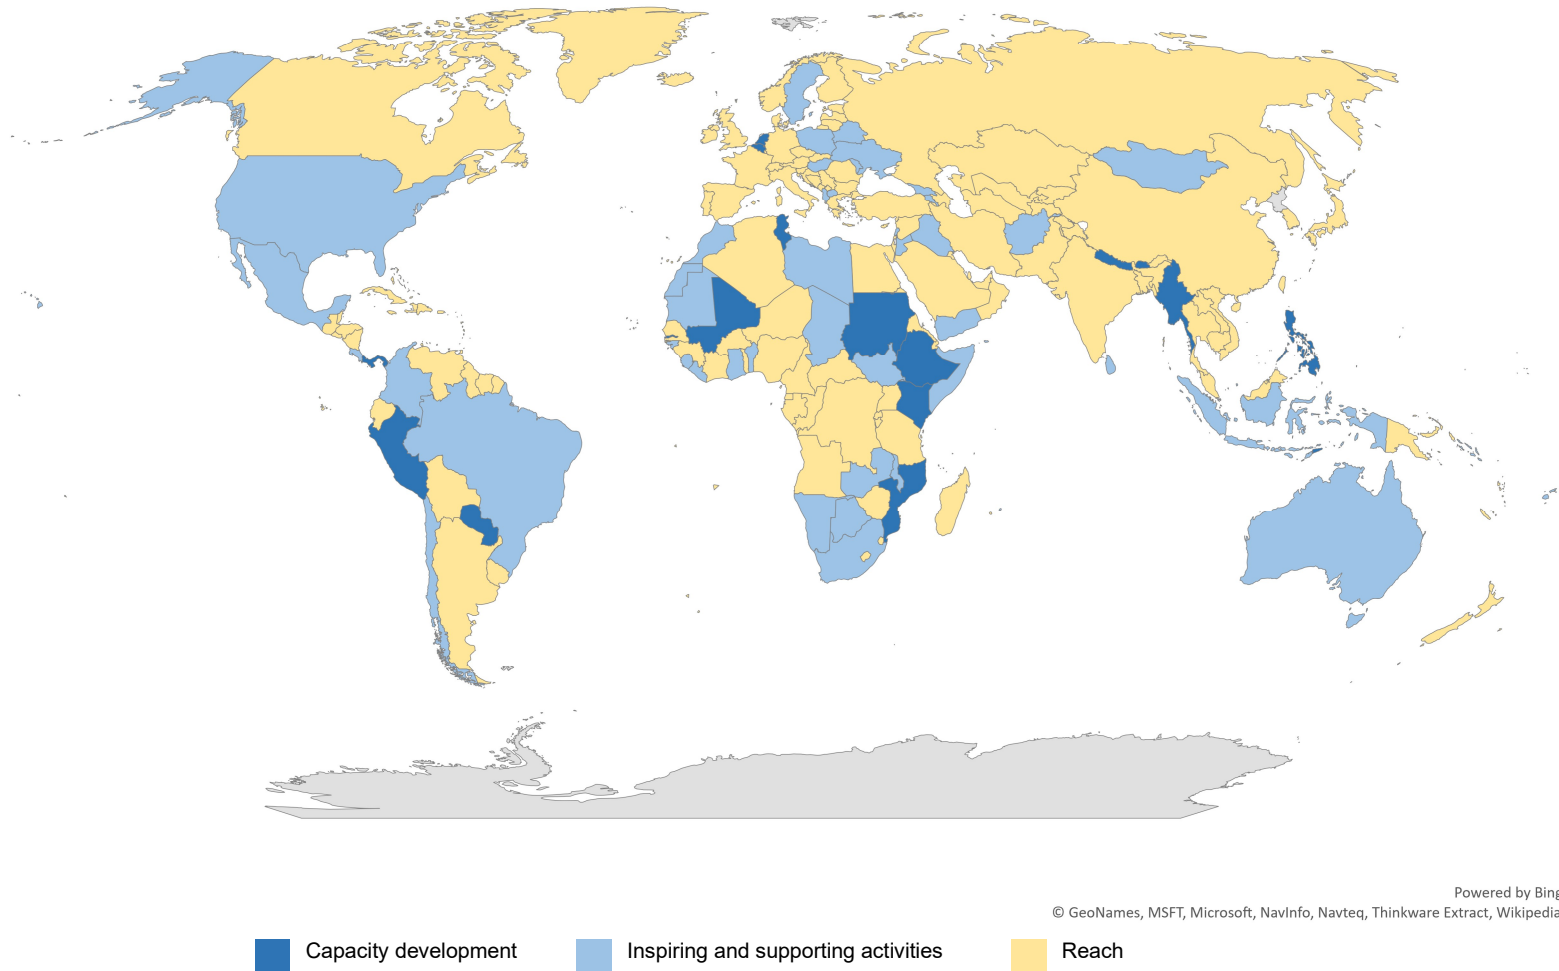 Powered by Bing
© GeoNames, MSFT, Microsoft, NavInfo, Navteq, Thinkware Extract, Wikipedia
Capacity development
Inspiring and supporting activities
Reach